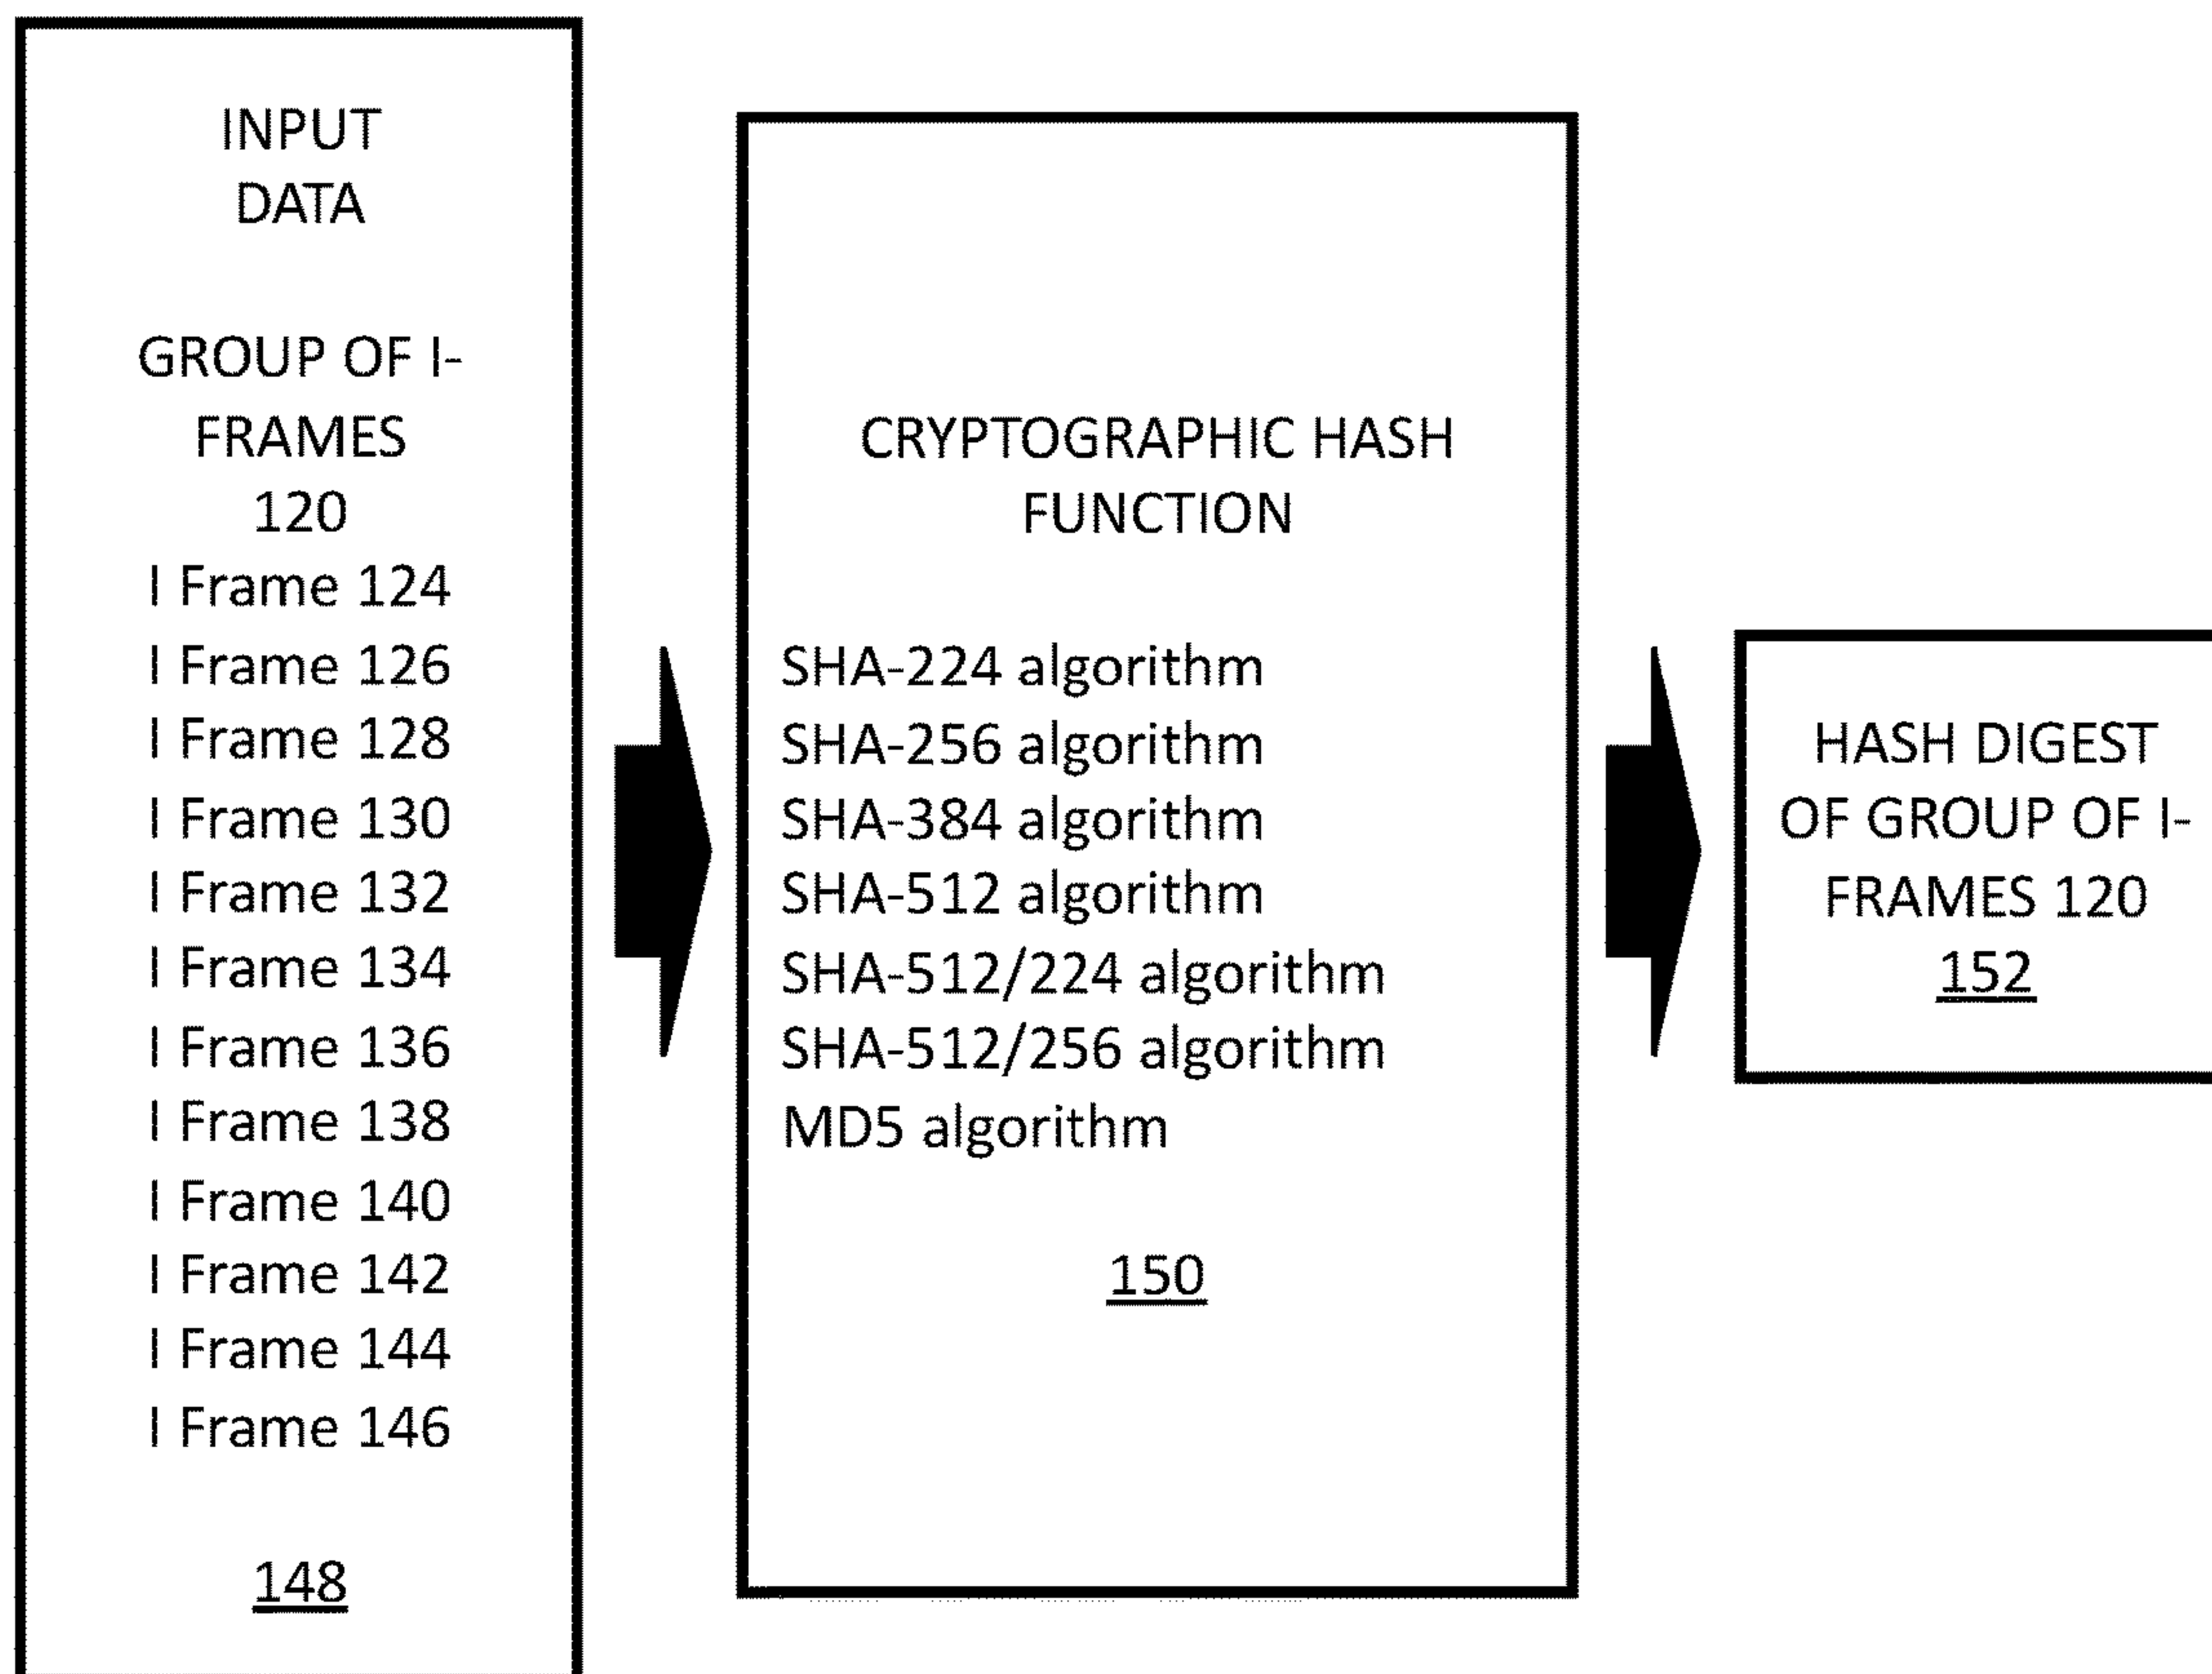 INPUT
DATA
GROUP OF I-
FRAMES
120
I Frame 124
I Frame 126
I Frame 128
I Frame 130
I Frame 132
I Frame 134
I Frame 136
I Frame 138
I Frame 140
I Frame 142
I Frame 144
I Frame 146
148
CRYPTOGRAPHIC HASH
FUNCTION
SHA-224 algorithm
SHA-256 algorithm
SHA-384 algorithm
SHA-512 algorithm
SHA-512/224 algorithm
SHA-512/256 algorithm
MD5 algorithm
150
HASH DIGEST
OF GROUP OF I-
FRAMES 120
152